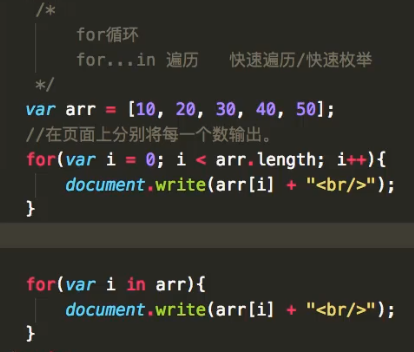 /*
for循环
for...in 遍历 快速遍历/快速枚举
*/
var arr = [10, 20, 30, 40, 50];
//在页面上分别将每一个数输出。
for(var i = 0; i < arr.length; i++){
document.write(arr[i] + "<br/>");
}
for(var i in arr){
document.write(arr[i] + "<br/>");
}